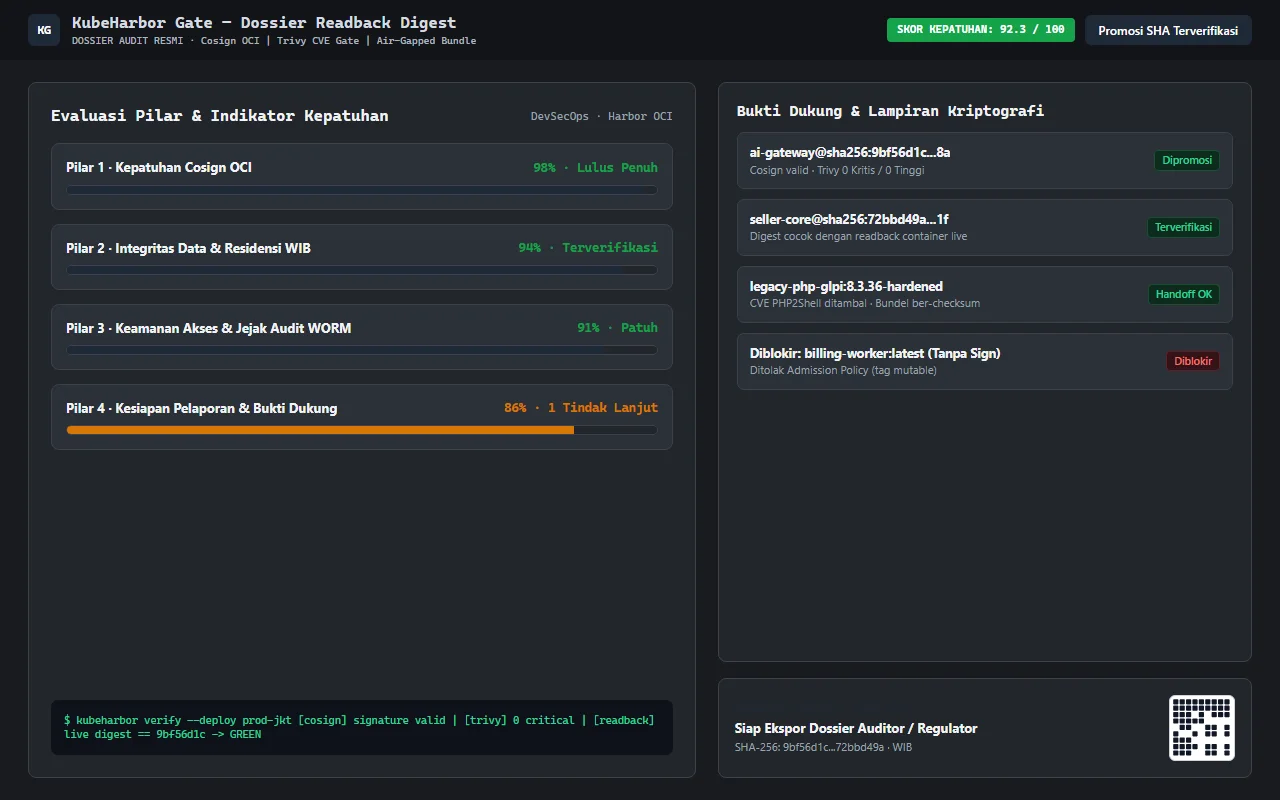 KG
KubeHarbor Gate — Dossier Readback Digest
DOSSIER AUDIT RESMI · Cosign OCI | Trivy CVE Gate | Air-Gapped Bundle
SKOR KEPATUHAN: 92.3 / 100
Promosi SHA Terverifikasi
Evaluasi Pilar & Indikator Kepatuhan
DevSecOps · Harbor OCI
Pilar 1 · Kepatuhan Cosign OCI
98% · Lulus Penuh
Pilar 2 · Integritas Data & Residensi WIB
94% · Terverifikasi
Pilar 3 · Keamanan Akses & Jejak Audit WORM
91% · Patuh
Pilar 4 · Kesiapan Pelaporan & Bukti Dukung
86% · 1 Tindak Lanjut
$ kubeharbor verify --deploy prod-jkt [cosign] signature valid | [trivy] 0 critical | [readback]
live digest == 9bf56d1c -> GREEN
Bukti Dukung & Lampiran Kriptografi
ai-gateway@sha256:9bf56d1c...8a
Cosign valid · Trivy 0 Kritis / 0 Tinggi
Dipromosi
seller-core@sha256:72bbd49a...1f
Digest cocok dengan readback container live
Terverifikasi
legacy-php-glpi:8.3.36-hardened
CVE PHP2Shell ditambal · Bundel ber-checksum
Handoff OK
Diblokir: billing-worker:latest (Tanpa Sign)
Ditolak Admission Policy (tag mutable)
Diblokir
Siap Ekspor Dossier Auditor / Regulator
SHA-256: 9bf56d1c...72bbd49a · WIB